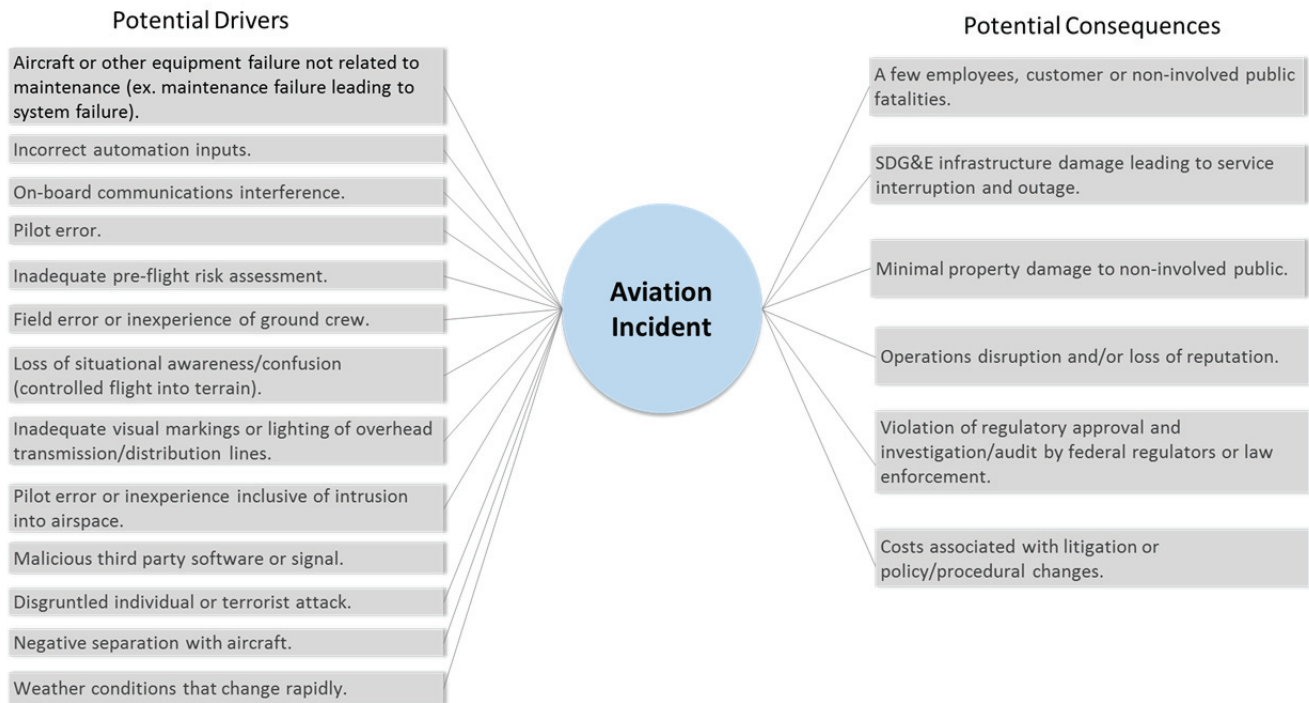 Potential Drivers
Aircraft or other equipment failure not related to
maintenance (ex. maintenance failure leading to
system failure).
Incorrect automation inputs.
On-board communications interference.
Pilot error.
Inadequate pre-flight risk assessment.
Field error or inexperience of ground crew.
Loss of situational awareness/confusion
(controlled flight into terrain).
Inadequate visual markings or lighting of overhead
transmission/distribution lines.
Pilot error or inexperience inclusive of intrusion
into airspace.
Malicious third party software or signal.
Disgruntled individual or terrorist attack.
Negative separation with aircraft.
Weather conditions that change rapidly.
Aviation
Incident
Potential Consequences
A few employees, customer or non-involved public
fatalities.
SDG&E infrastructure damage leading to service
interruption and outage.
Minimal property damage to non-involved public.
Operations disruption and/or loss of reputation.
Violation of regulatory approval and
investigation/audit by federal regulators or law
enforcement.
Costs associated with litigation or
policy/procedural changes.